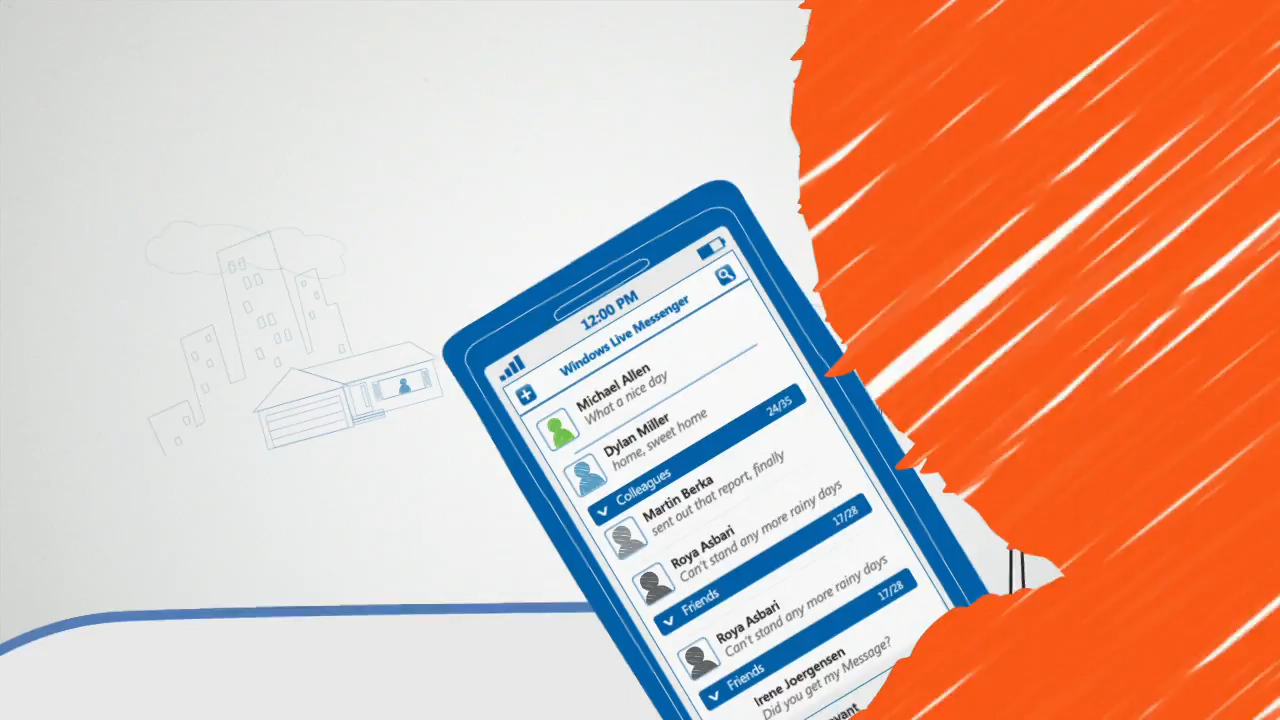 12:00 PM
Windows Live Messenger
Michael Allen
What a nice day
Dylan Miller
home, sweet home
Colleagues 24/35
Martin Berka
sent out that report, finally
Roya Asbari
Can't stand any more rainy days
Friends 17/28
Roya Asbari
Can't stand any more rainy days
Friends 17/28
Irene Joergensen
Did you get my Message?